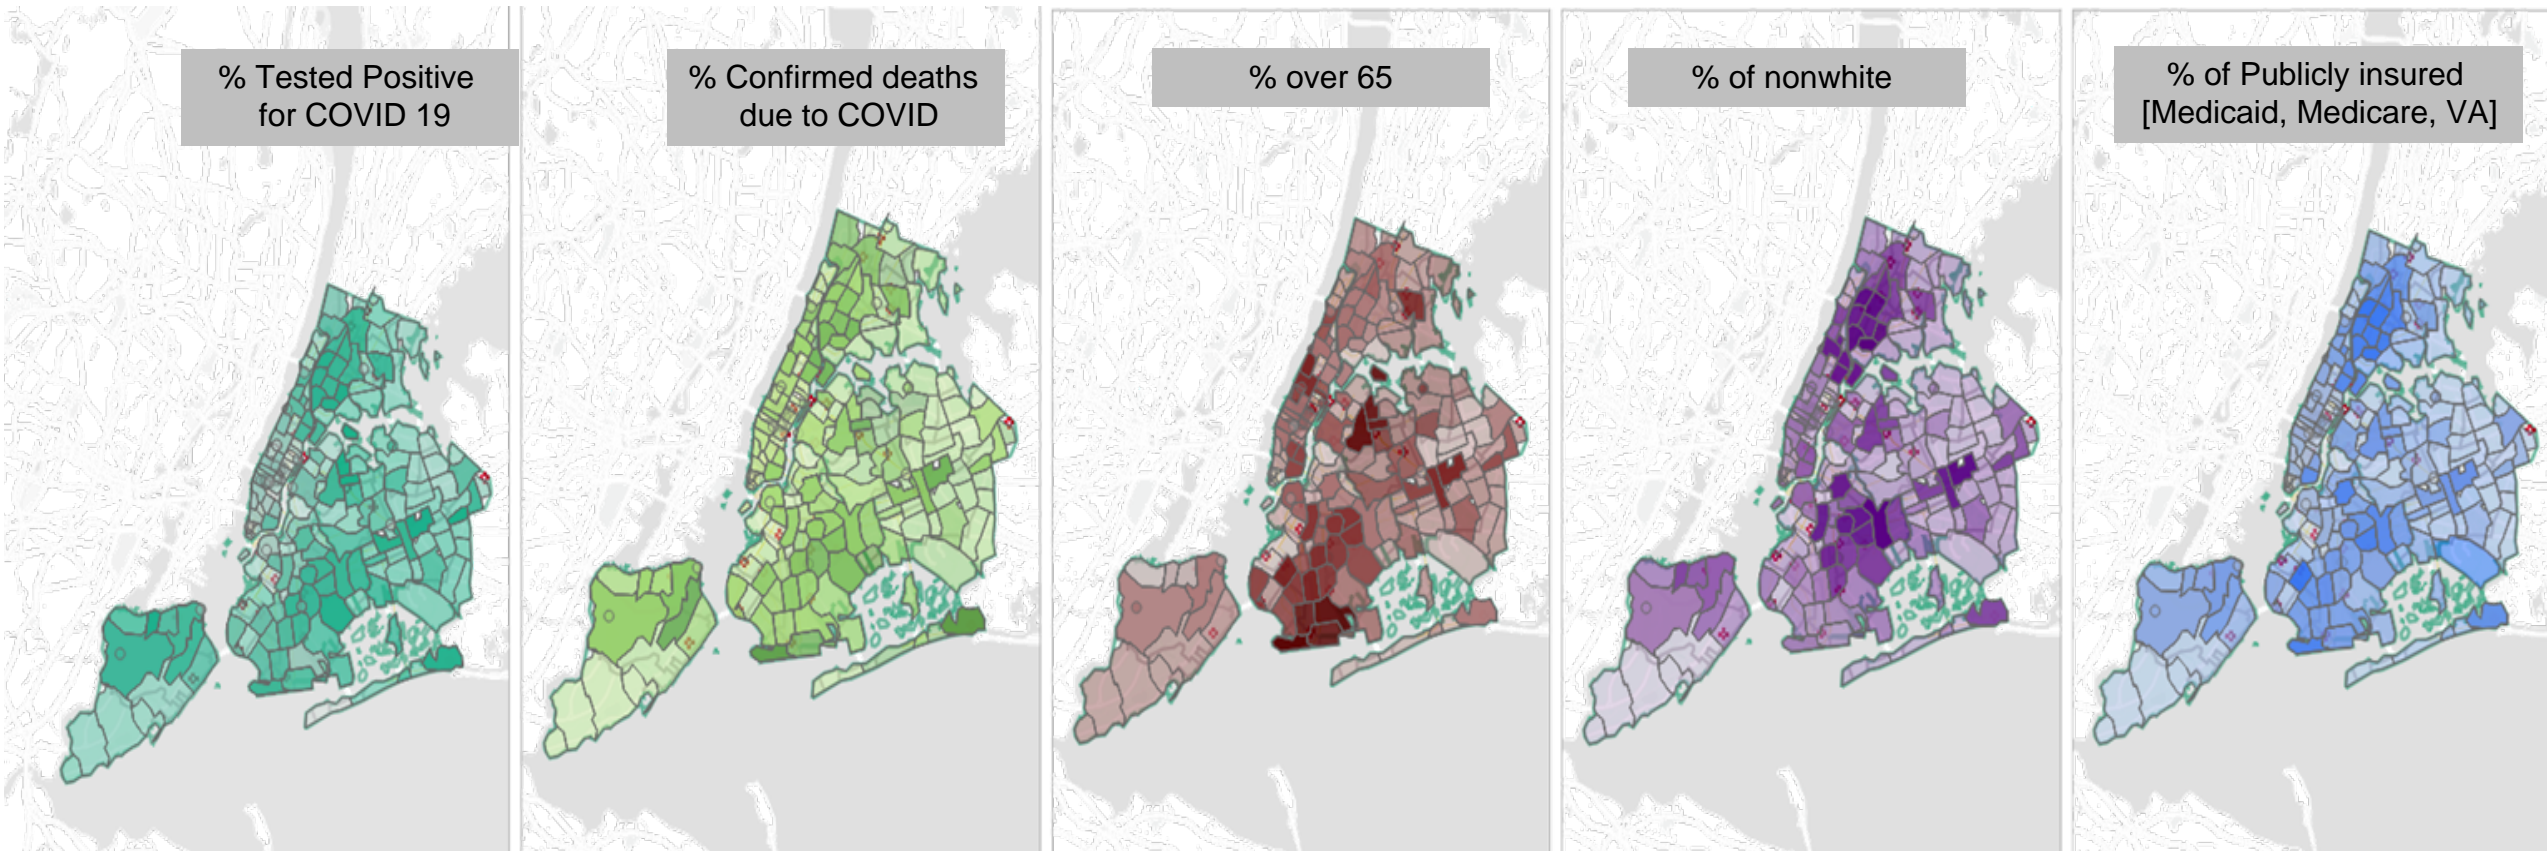 % Tested Positive
for COVID 19
% Confirmed deaths
due to COVID
% over 65
% of nonwhite
% of Publicly insured
[Medicaid, Medicare, VA]